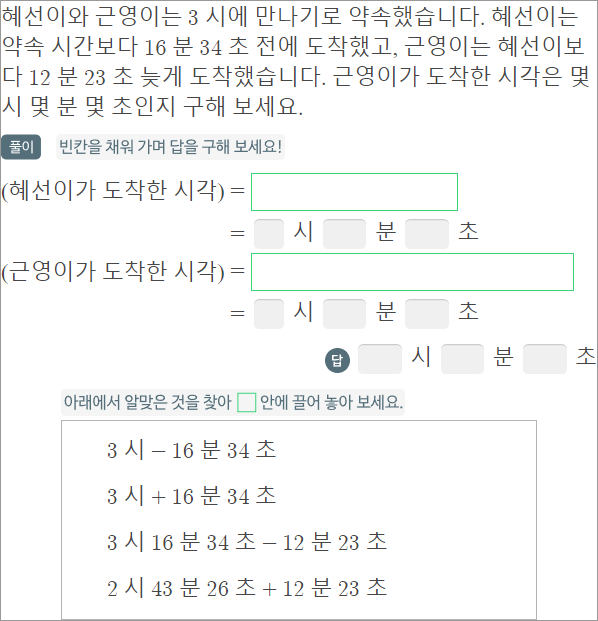 혜선이와 근영이는 3 시에 만나기로 약속했습니다. 혜선이는
약속 시간보다 16 분 34 초 전에 도착했고, 근영이는 혜선이보
다 12 분 23 초 늦게 도착했습니다. 근영이가 도착한 시각은 몇
시 몇 분 몇 초인지 구해 보세요.
풀이 빈칸을 채워 가며 답을 구해 보세요!
(혜선이가 도착한 시각) =
= 시 분 초
(근영이가 도착한 시각) =
= 시 분 초
답 시 분 초
아래에서 알맞은 것을 찾아 안에 끌어 놓아 보세요.
3 시 − 16 분 34 초
3 시 + 16 분 34 초
3 시 16 분 34 초 − 12 분 23 초
2 시 43 분 26 초 + 12 분 23 초